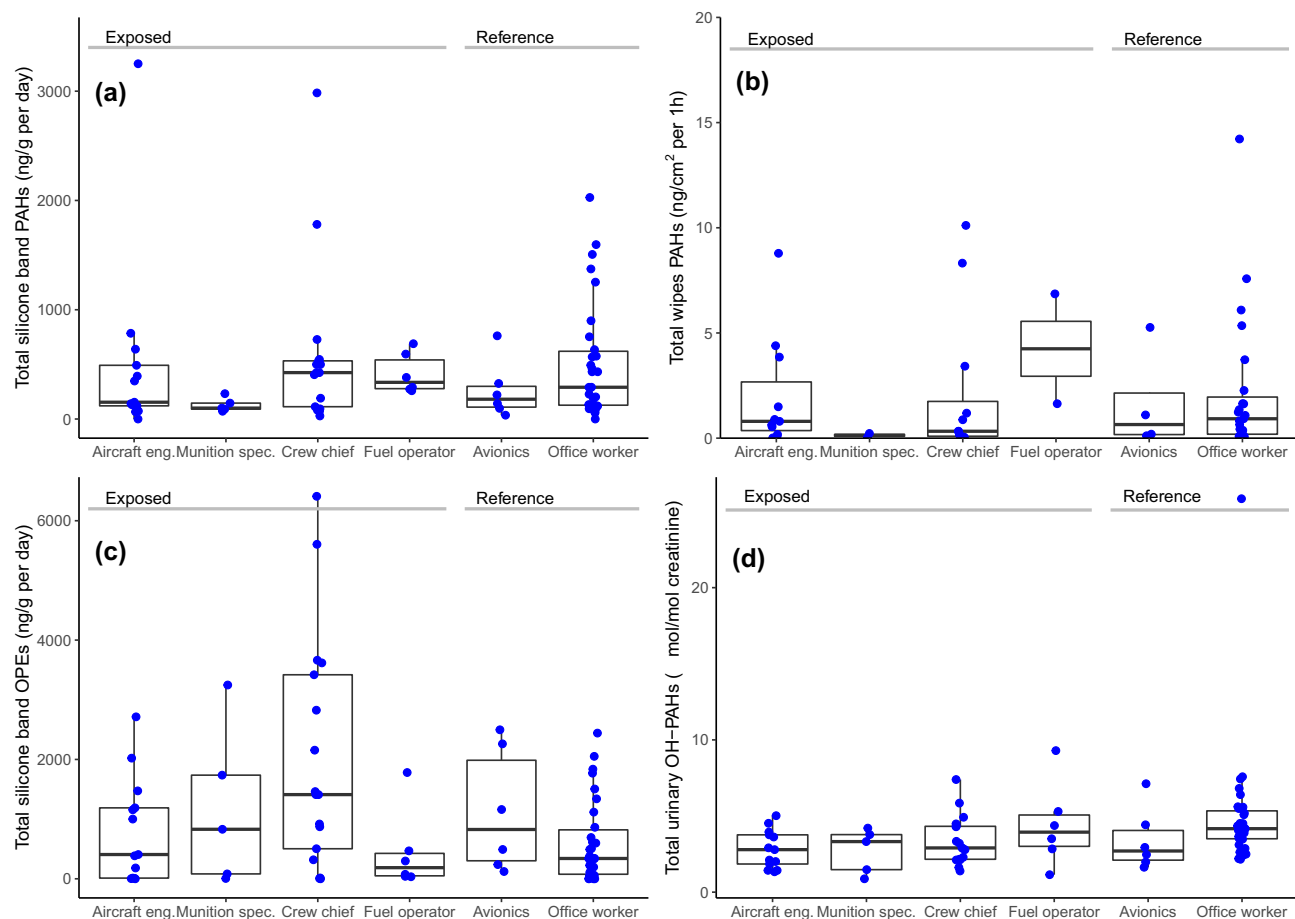 Exposed
Reference
(a)
Total silicone band PAHs (ng/g per day)
3000
2000
1000
0
Aircraft eng.
Munition spec.
Crew chief
Fuel operator
Avionics
Office worker
Exposed
Reference
(b)
Total wipes PAHs (ng/cm² per 1h)
20
15
10
5
0
Aircraft eng.
Munition spec.
Crew chief
Fuel operator
Avionics
Office worker
Exposed
Reference
(c)
Total silicone band OPEs (ng/g per day)
6000
4000
2000
0
Aircraft eng.
Munition spec.
Crew chief
Fuel operator
Avionics
Office worker
Exposed
Reference
(d)
Total urinary OH−PAHs ( mol/mol creatinine)
20
10
0
Aircraft eng.
Munition spec.
Crew chief
Fuel operator
Avionics
Office worker